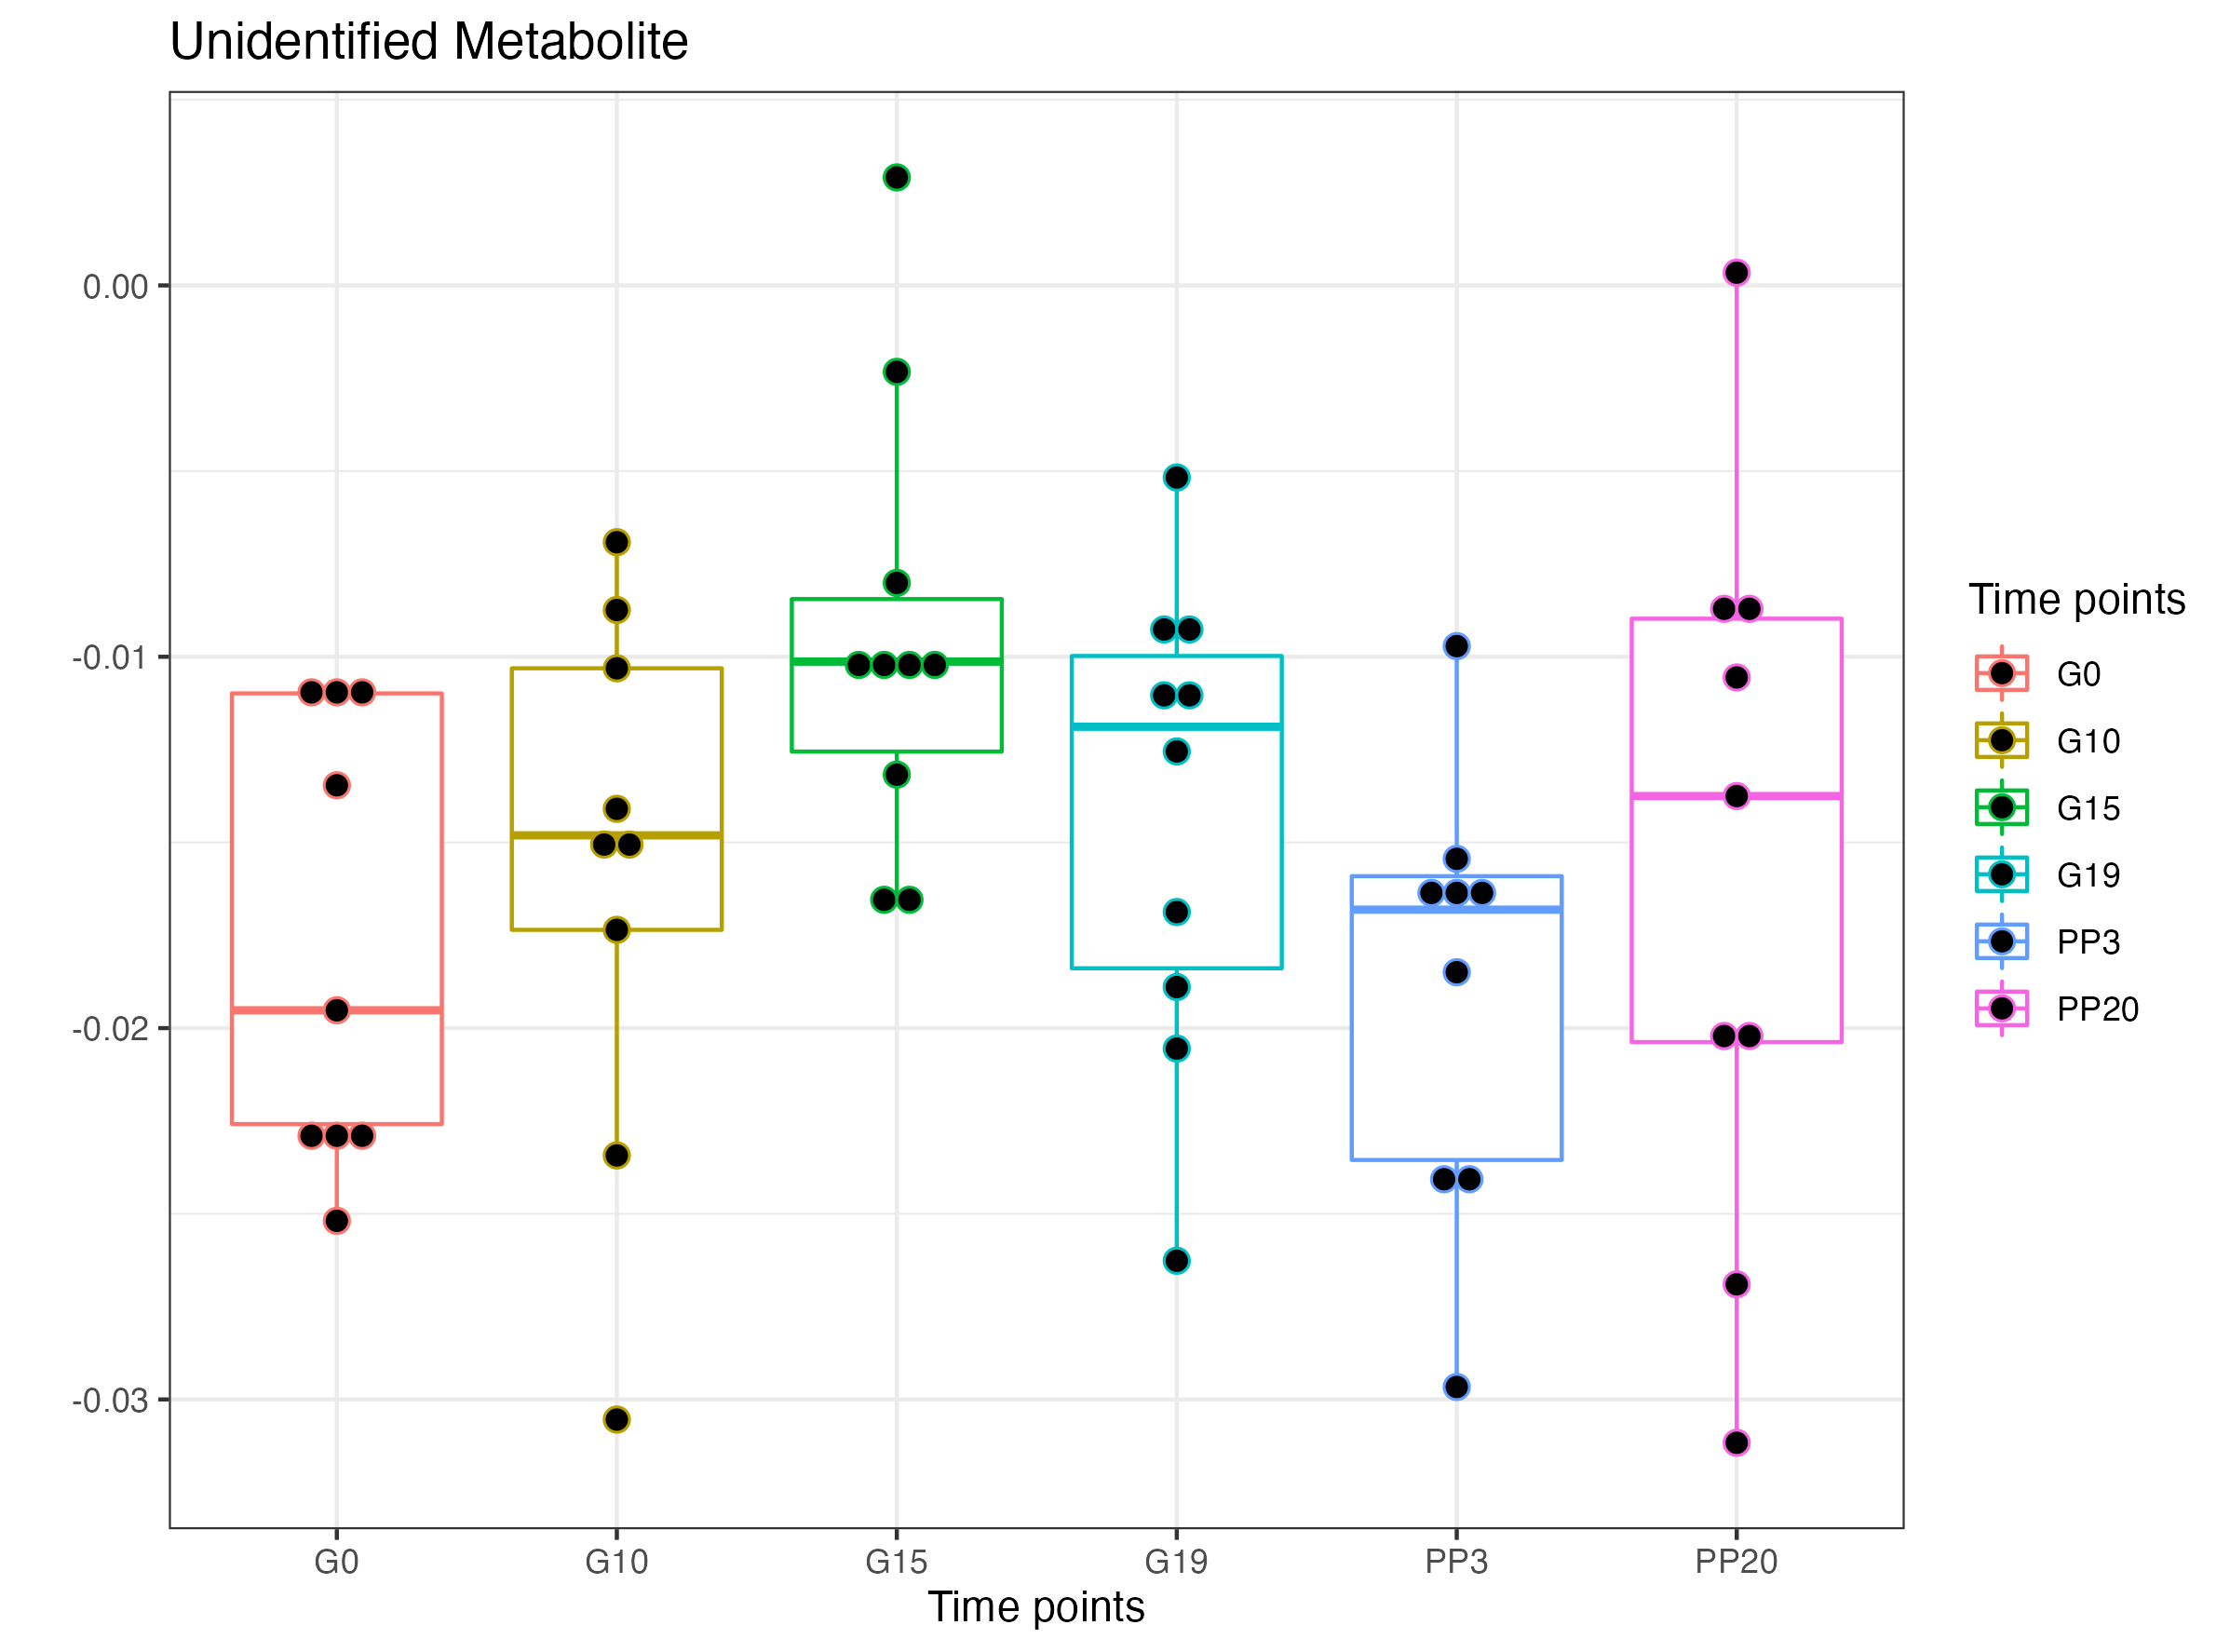 Unidentified Metabolite
0.00
-0.01
-0.02
-0.03
G0 G10 G15 G19 PP3 PP20
Time points
Time points
G0
G10
G15
G19
PP3
PP20